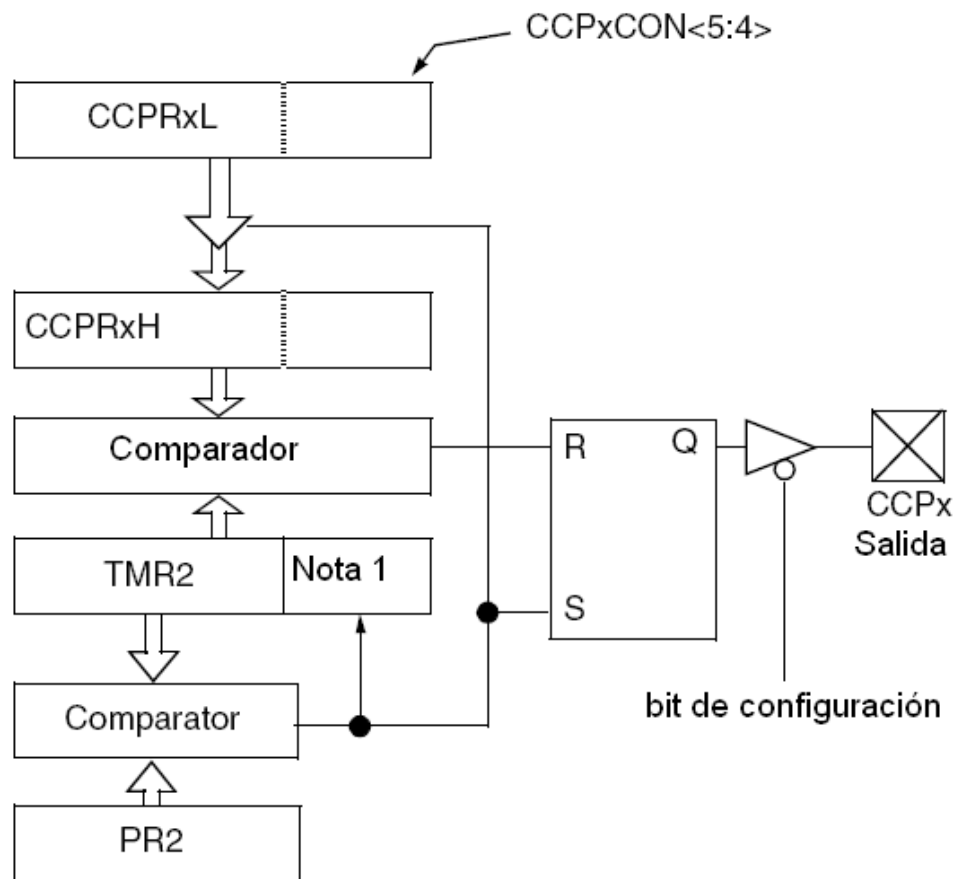 CCPxCON<5:4>
CCPRxL
CCPRxH
Comparador
R
Q
CCPx
Salida
TMR2
Nota 1
S
Comparator
bit de configuración
PR2